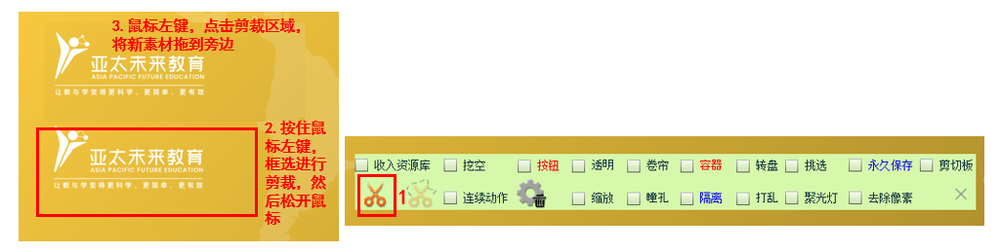 3. 鼠标左键，点击剪裁区域，
将新素材拖到旁边
亚太未来教育
ASIA PACIFIC FUTURE EDUCATION
让教与学变得更科学、更简单、更有效
2. 按住鼠
标左键，
框选进行
剪裁，然
后松开鼠
标
亚太未来教育
ASIA PACIFIC FUTURE EDUCATION
让教与学变得更科学、更简单、更有效
收入资源库 挖空 按钮 透明 卷帘 容器 转盘 挑选 永久保存 剪切板
1 连续动作 缩放 瞳孔 隔离 打乱 聚光灯 去除像素